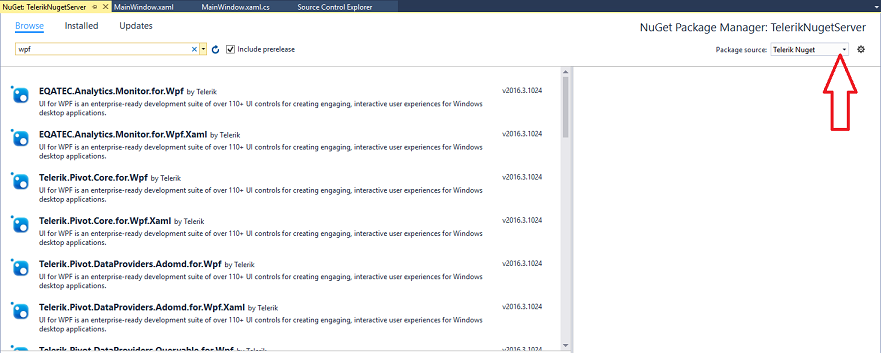 NuGet: TelerikNugetServer MainWindow.xaml MainWindow.xaml.cs Source Control Explorer
Browse Installed Updates
NuGet Package Manager: TelerikNugetServer
wpf Include prerelease
Package source: Telerik Nuget
EQATEC.Analytics.Monitor.for.Wpf by Telerik v2016.3.1024
UI for WPF is an enterprise-ready development suite of over 110+ UI controls for creating engaging, interactive user experiences for Windows
desktop applications.
EQATEC.Analytics.Monitor.for.Wpf.Xaml by Telerik v2016.3.1024
UI for WPF is an enterprise-ready development suite of over 110+ UI controls for creating engaging, interactive user experiences for Windows
desktop applications.
Telerik.Pivot.Core.for.Wpf by Telerik v2016.3.1024
UI for WPF is an enterprise-ready development suite of over 110+ UI controls for creating engaging, interactive user experiences for Windows
desktop applications.
Telerik.Pivot.Core.for.Wpf.Xaml by Telerik v2016.3.1024
UI for WPF is an enterprise-ready development suite of over 110+ UI controls for creating engaging, interactive user experiences for Windows
desktop applications.
Telerik.Pivot.DataProviders.Adomd.for.Wpf by Telerik v2016.3.1024
UI for WPF is an enterprise-ready development suite of over 110+ UI controls for creating engaging, interactive user experiences for Windows
desktop applications.
Telerik.Pivot.DataProviders.Adomd.for.Wpf.Xaml by Telerik v2016.3.1024
UI for WPF is an enterprise-ready development suite of over 110+ UI controls for creating engaging, interactive user experiences for Windows
desktop applications.
Telerik.Pivot.DataProviders.Queryable.for.Wpf by Telerik